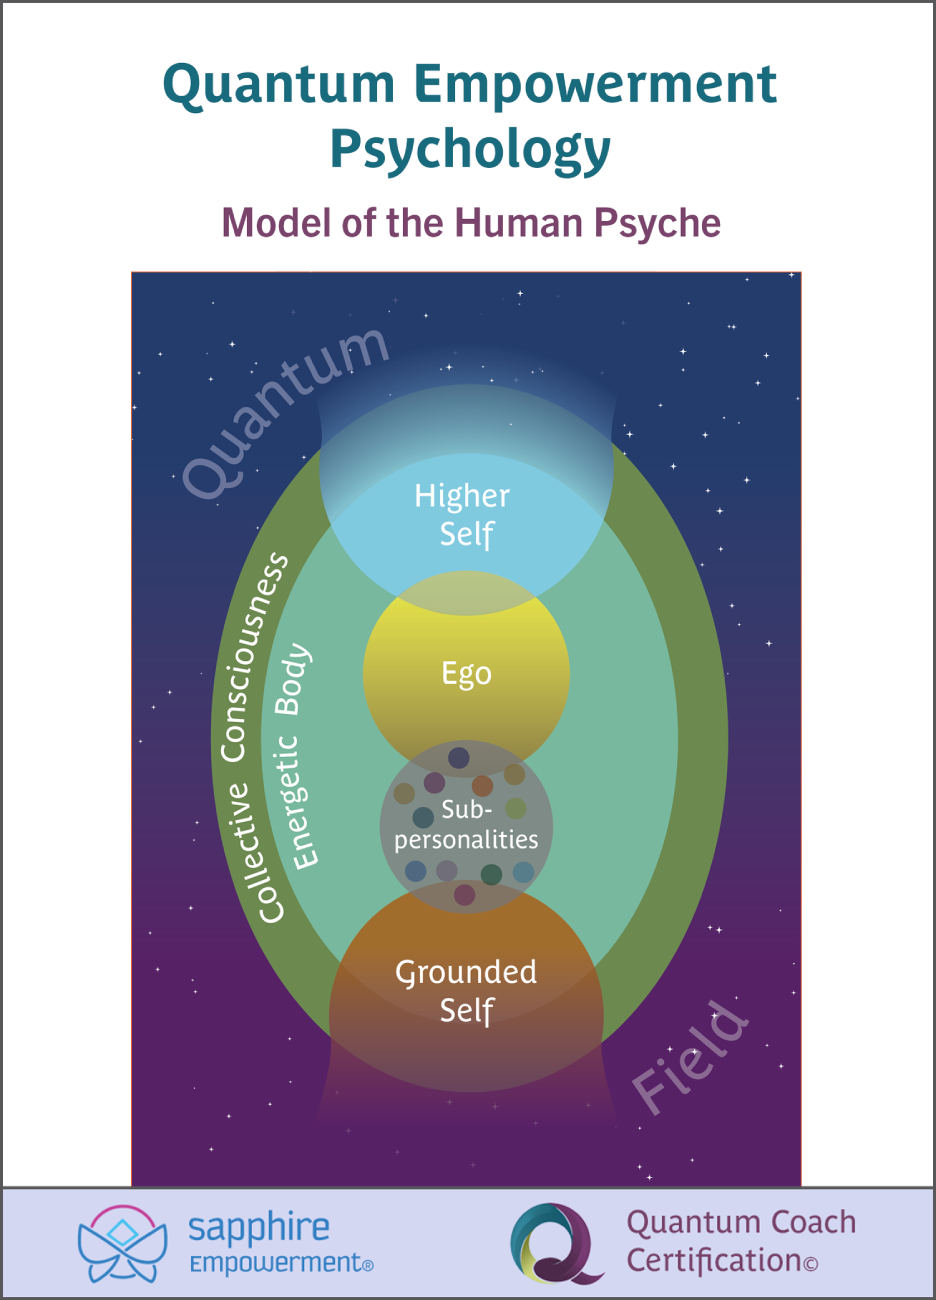 Quantum Empowerment
Psychology
Model of the Human Psyche
Quantum
Higher
Self
Ego
Collective Consciousness
Energetic Body
Sub-
personalities
Grounded
Self
Field
sapphire
EMPOWERMENT®
Quantum Coach
Certification©